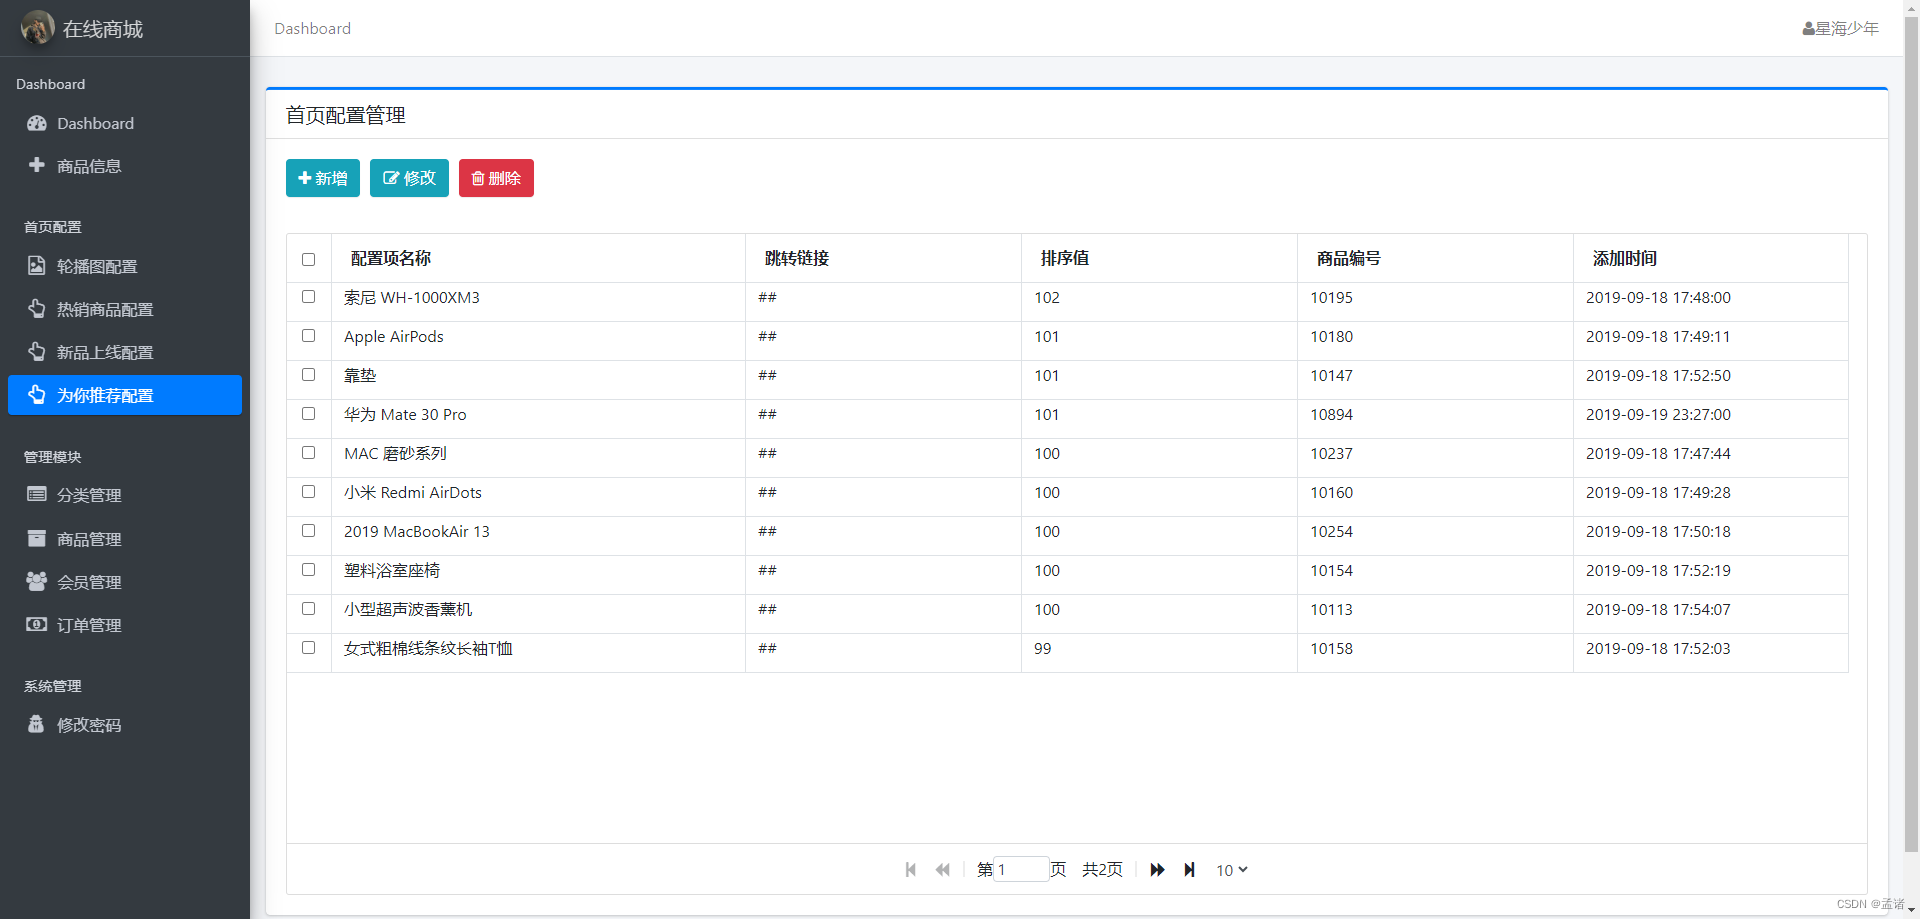 在线商城
Dashboard
星海少年
Dashboard
Dashboard
商品信息
首页配置
轮播图配置
热销商品配置
新品上线配置
为你推荐配置
管理模块
分类管理
商品管理
会员管理
订单管理
系统管理
修改密码
首页配置管理
新增 修改 删除
配置项名称 跳转链接 排序值 商品编号 添加时间
索尼 WH-1000XM3 ## 102 10195 2019-09-18 17:48:00
Apple AirPods ## 101 10180 2019-09-18 17:49:11
靠垫 ## 101 10147 2019-09-18 17:52:50
华为 Mate 30 Pro ## 101 10894 2019-09-19 23:27:00
MAC 磨砂系列 ## 100 10237 2019-09-18 17:47:44
小米 Redmi AirDots ## 100 10160 2019-09-18 17:49:28
2019 MacBookAir 13 ## 100 10254 2019-09-18 17:50:18
塑料浴室座椅 ## 100 10154 2019-09-18 17:52:19
小型超声波香薰机 ## 100 10113 2019-09-18 17:54:07
女式粗棉线条纹长袖T恤 ## 99 10158 2019-09-18 17:52:03
第 1 页 共2页 10
CSDN @孟诸